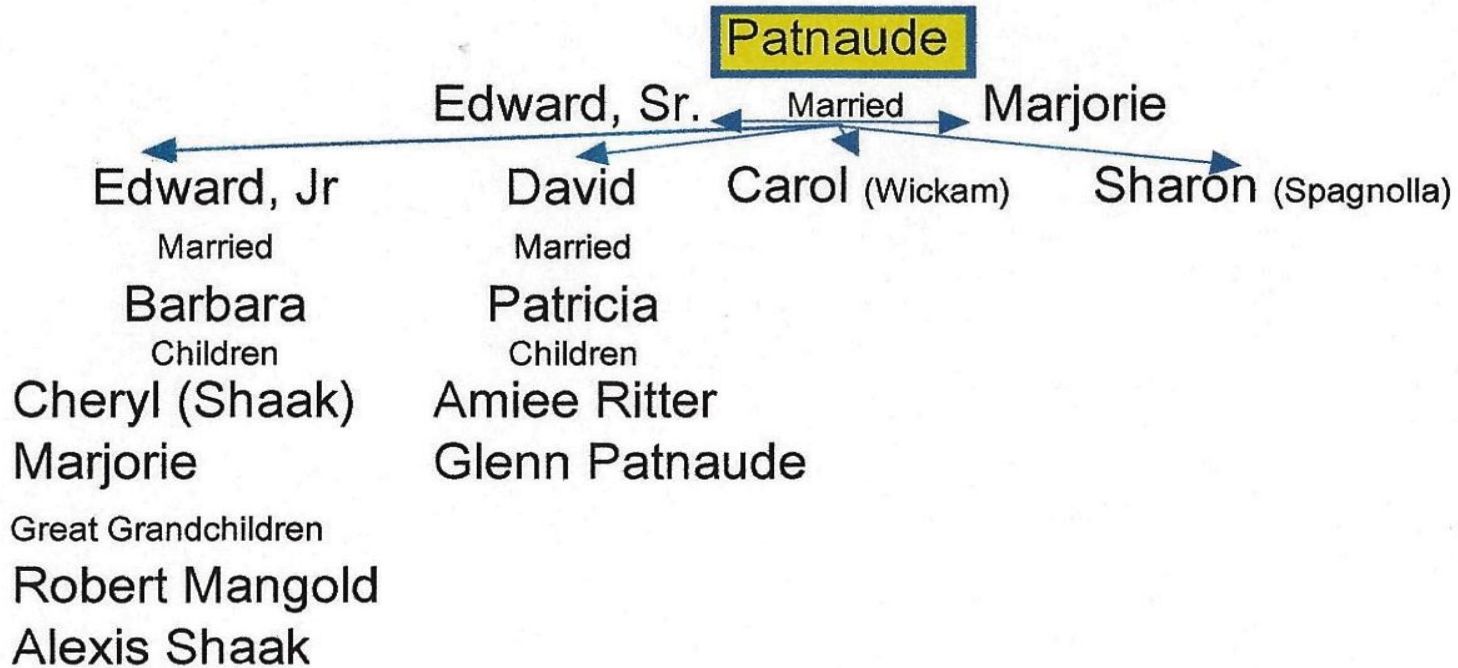 Patnaude
Edward, Sr. Married Marjorie
Edward, Jr David Carol (Wickam) Sharon (Spagnolla)
Married Married
Barbara Patricia
Children Children
Cheryl (Shaak) Amiee Ritter
Marjorie Glenn Patnaude
Great Grandchildren
Robert Mangold
Alexis Shaak